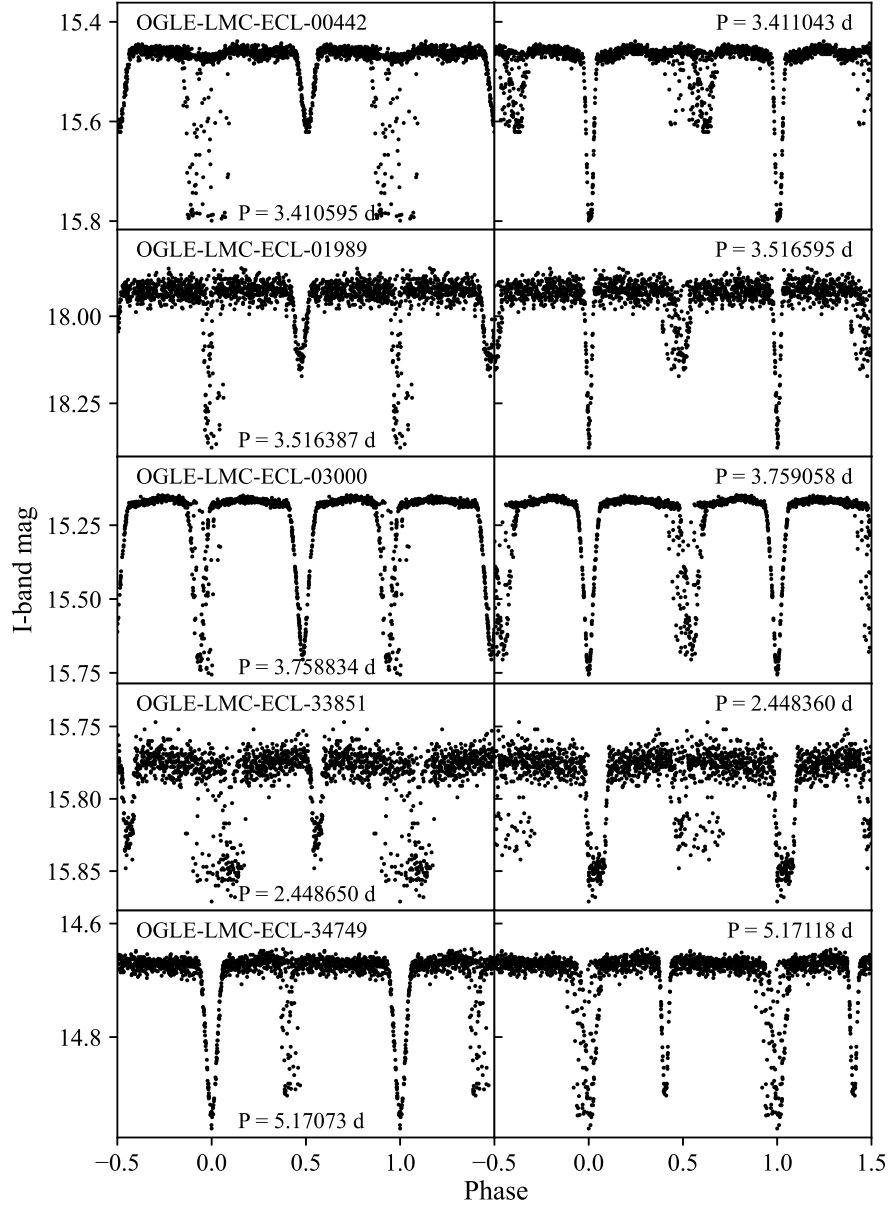 OGLE-LMC-ECL-00442
P = 3.411043 d
15.4
15.6
15.8
P = 3.410595 d
OGLE-LMC-ECL-01989
P = 3.516595 d
18.00
18.25
P = 3.516387 d
OGLE-LMC-ECL-03000
P = 3.759058 d
15.25
15.50
15.75
P = 3.758834 d
I-band mag
OGLE-LMC-ECL-33851
P = 2.448360 d
15.75
15.80
15.85
P = 2.448650 d
OGLE-LMC-ECL-34749
P = 5.17118 d
14.6
14.8
P = 5.17073 d
−0.5 0.0 0.5 1.0 −0.5 0.0 0.5 1.0 1.5
Phase